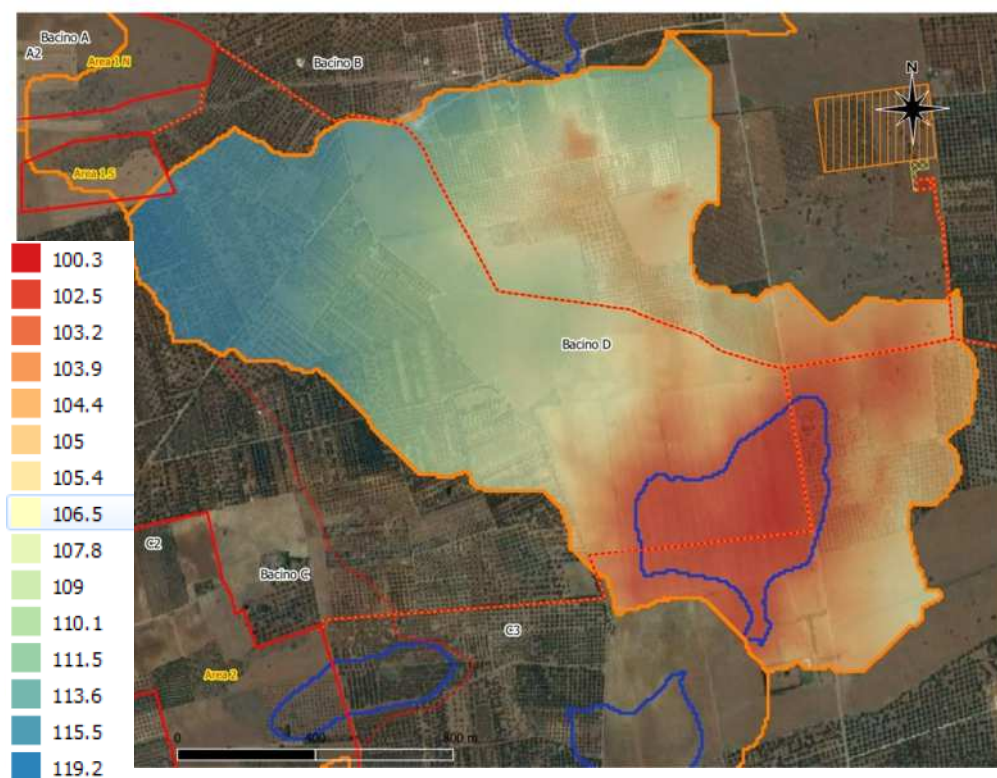 Bacino A
A2
Area 1 N
Bacino B
N
Area 1.S
100.3
102.5
103.2
103.9
104.4
105
105.4
106.5
107.8
109
110.1
111.5
113.6
115.5
119.2
Bacino D
C2
Bacino C
C3
Area 2
0
400
800 m